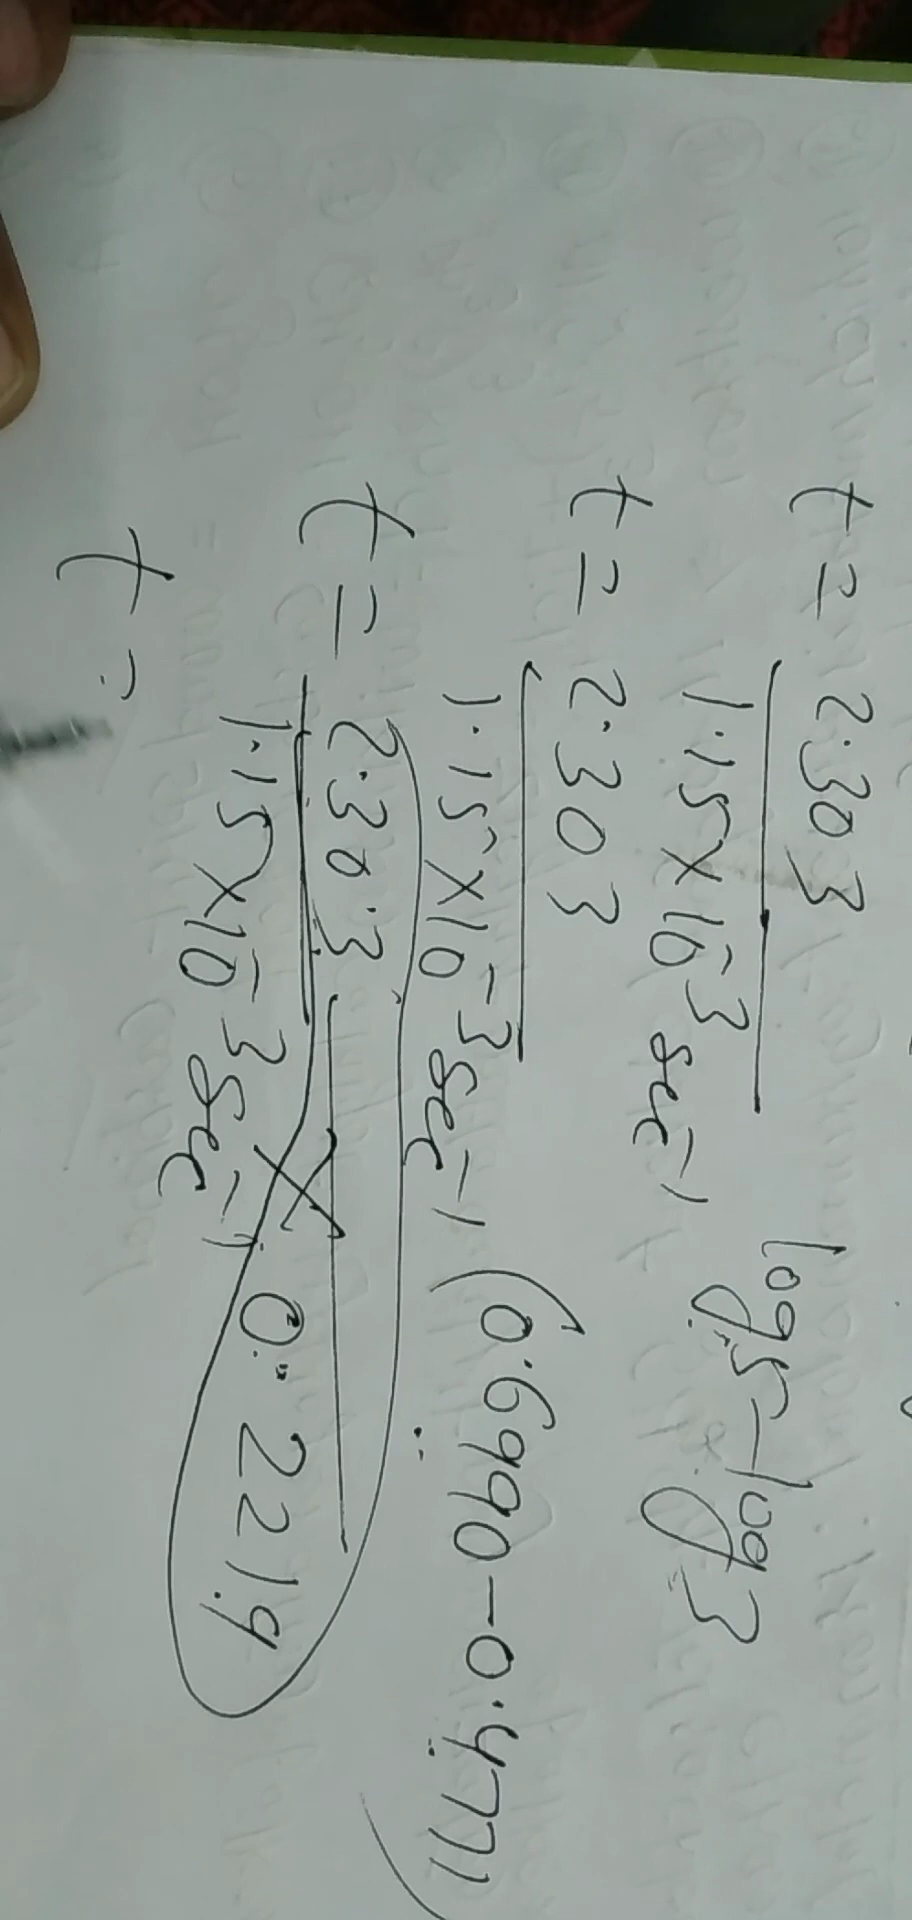 t = 2.303 / 1.15×10⁻³ sec⁻¹ log 5 - log 3
t = 2.303 / 1.15×10⁻³ sec⁻¹ (0.6990 - 0.4771)
t = 2.303 / 1.15×10⁻³ sec⁻¹ × 0.2219
t =